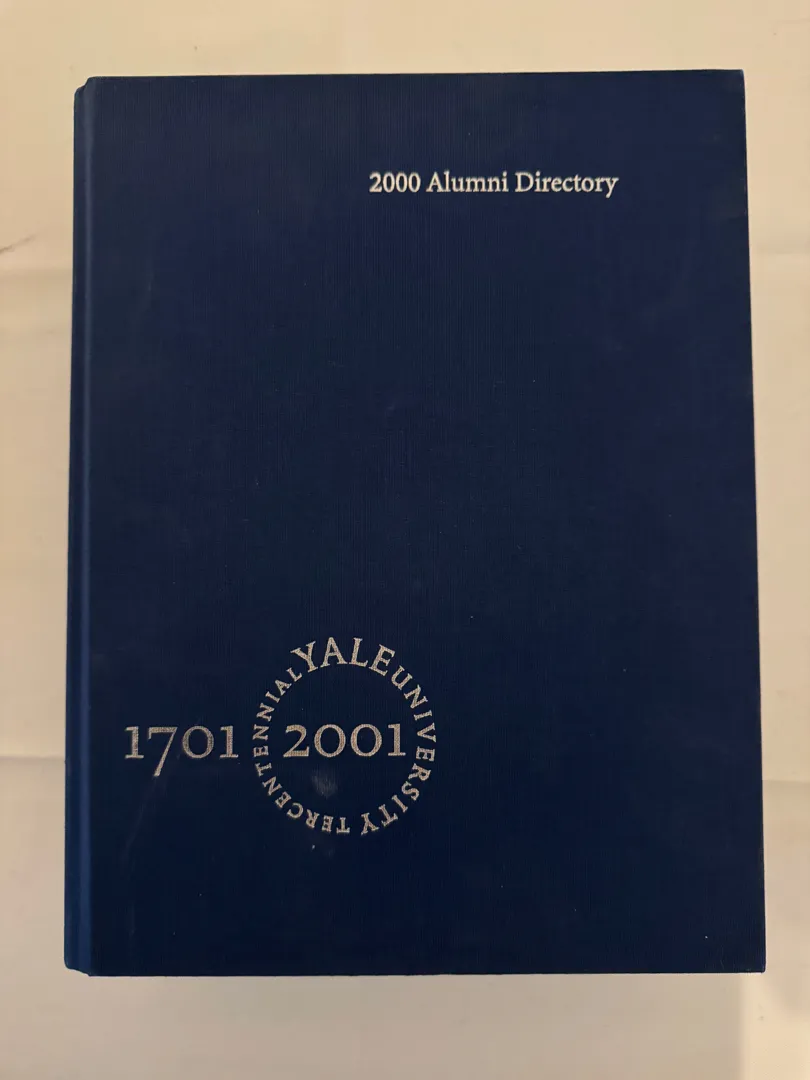 2000 Alumni Directory
1701 2001
YALE UNIVERSITY TERCENTENNIAL